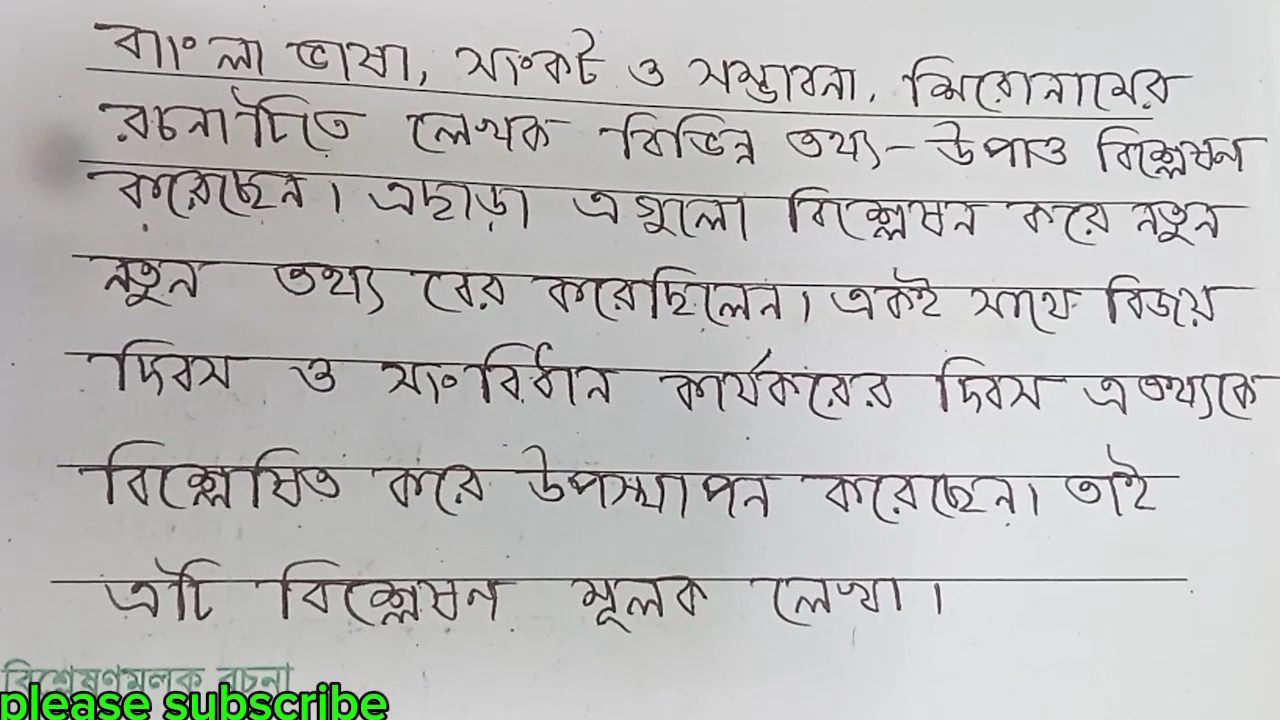 বাংলা ভাষা, সাংকট ও সম্ভাবনা, শিরোনামের
রচনাটিতে লেখক বিভিন্ন তথ্য-উপাত্ত বিশ্লেষন
করেছেন। এছাড়া এগুলো বিশ্লেষন করে নতুন
নতুন তথ্য বের করেছিলেন। একই সাথে বিজয়
দিবস ও সাংবিধান কার্যকরের দিবস এ তথ্যকে
বিশ্লেষিত করে উপস্থাপন করেছেন। তাই
এটি বিশ্লেষন মূলক লেখা।
বিশ্লেষণমূলক রচনা
please subscribe